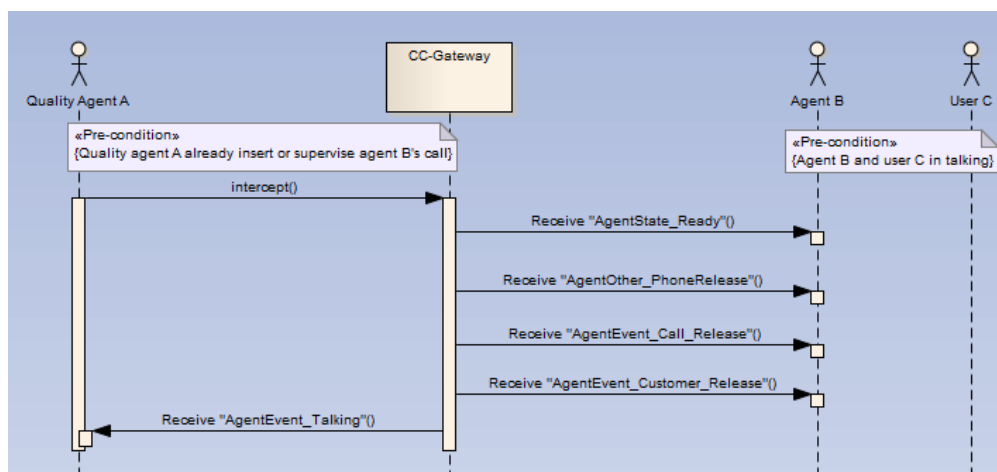 CC-Gateway
Quality Agent A
Agent B
User C
«Pre-condition»
{Quality agent A already insert or supervise agent B's call}
«Pre-condition»
{Agent B and user C in talking}
intercept()
Receive "AgentState_Ready"()
Receive "AgentOther_PhoneRelease"()
Receive "AgentEvent_Call_Release"()
Receive "AgentEvent_Customer_Release"()
Receive "AgentEvent_Talking"()